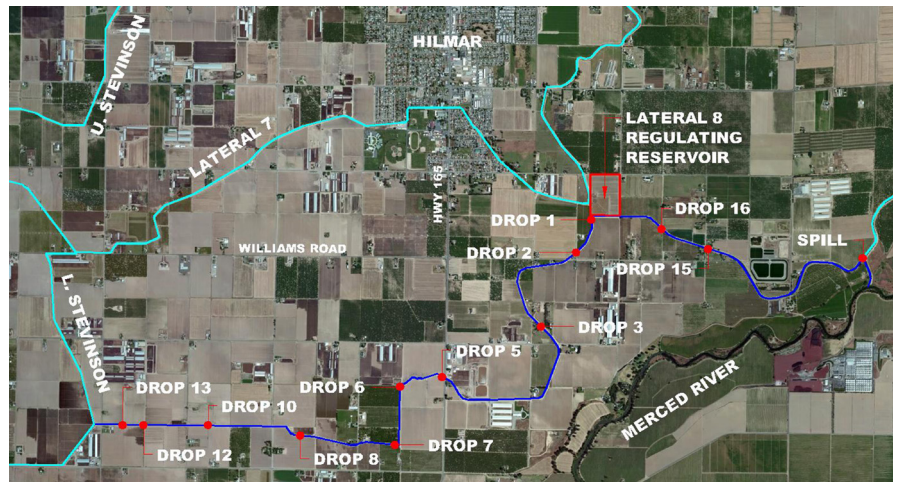 HILMAR
U. STEVINSON
LATERAL 7
LATERAL 8
REGULATING
RESERVOIR
HWY 165
DROP 1
DROP 16
WILLIAMS ROAD
DROP 2
SPILL
DROP 15
L. STEVINSON
DROP 3
DROP 5
DROP 6
DROP 13
DROP 10
MERCED RIVER
DROP 12
DROP 8
DROP 7